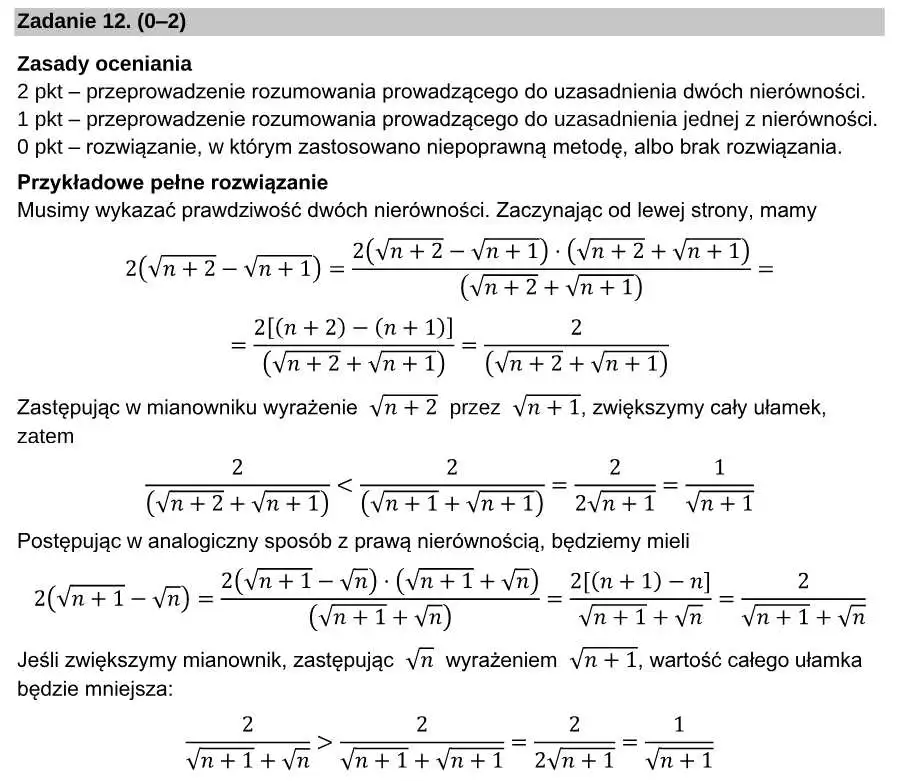 Zadanie 12. (0–2)
Zasady oceniania
2 pkt – przeprowadzenie rozumowania prowadzącego do uzasadnienia dwóch nierówności.
1 pkt – przeprowadzenie rozumowania prowadzącego do uzasadnienia jednej z nierówności.
0 pkt – rozwiązanie, w którym zastosowano niepoprawną metodę, albo brak rozwiązania.
Przykładowe pełne rozwiązanie
Musimy wykazać prawdziwość dwóch nierówności. Zaczynając od lewej strony, mamy
2(√(n + 2) − √(n + 1)) = 2(√(n + 2) − √(n + 1)) · (√(n + 2) + √(n + 1)) / (√(n + 2) + √(n + 1)) =
= 2[(n + 2) − (n + 1)] / (√(n + 2) + √(n + 1)) = 2 / (√(n + 2) + √(n + 1))
Zastępując w mianowniku wyrażenie √(n + 2) przez √(n + 1), zwiększymy cały ułamek,
zatem
2 / (√(n + 2) + √(n + 1)) < 2 / (√(n + 1) + √(n + 1)) = 2 / 2√(n + 1) = 1 / √(n + 1)
Postępując w analogiczny sposób z prawą nierównością, będziemy mieli
2(√(n + 1) − √n) = 2(√(n + 1) − √n) · (√(n + 1) + √n) / (√(n + 1) + √n) = 2[(n + 1) − n] / √(n + 1) + √n = 2 / √(n + 1) + √n
Jeśli zwiększymy mianownik, zastępując √n wyrażeniem √(n + 1), wartość całego ułamka
będzie mniejsza:
2 / √(n + 1) + √n > 2 / √(n + 1) + √(n + 1) = 2 / 2√(n + 1) = 1 / √(n + 1)